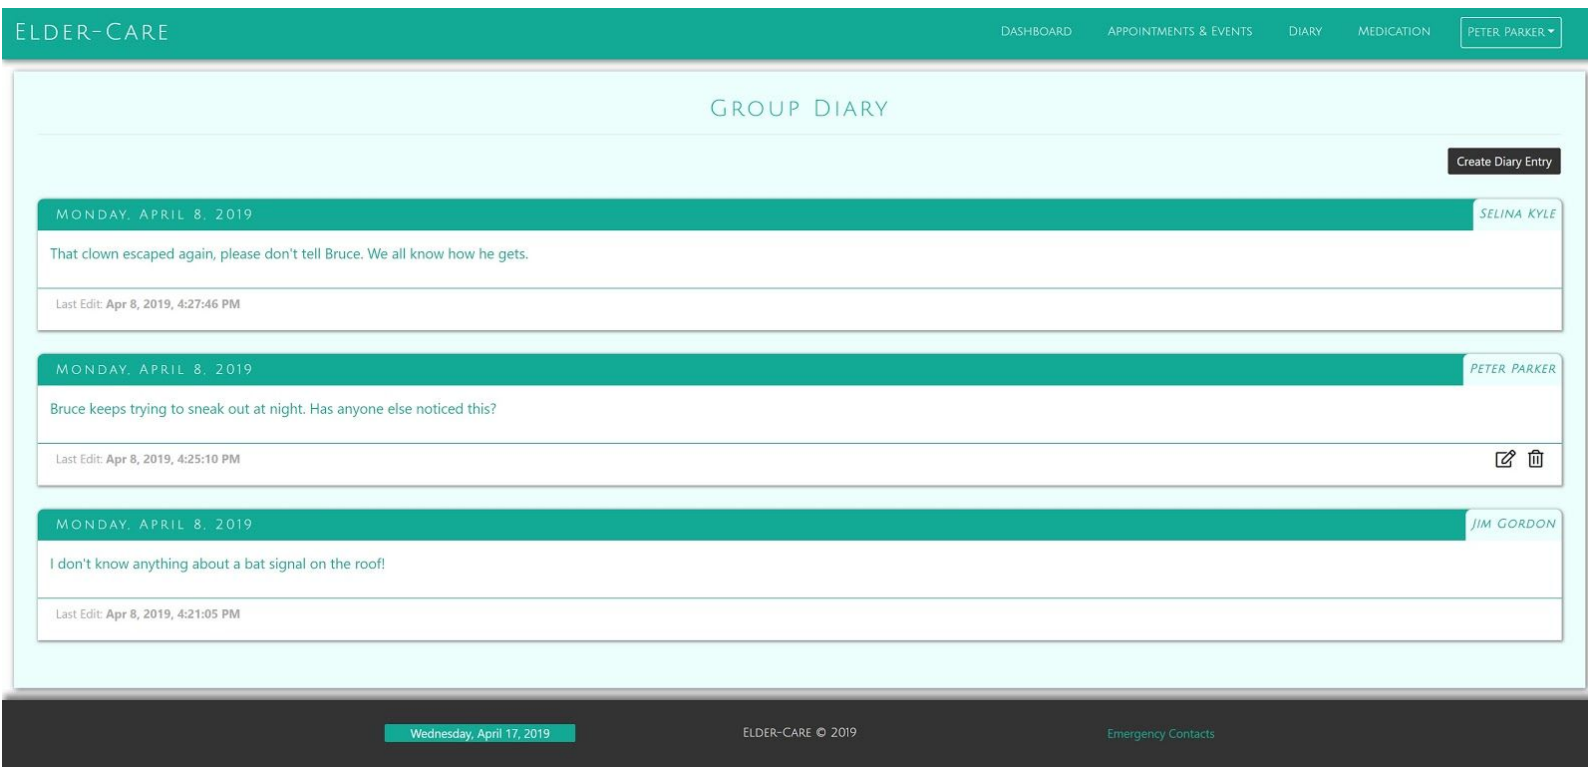 Elder-Care
Dashboard Appointments & Events Diary Medication Peter Parker
Group Diary
Create Diary Entry
Monday, April 8, 2019 Selina Kyle
That clown escaped again, please don't tell Bruce. We all know how he gets.
Last Edit: Apr 8, 2019, 4:27:46 PM
Monday, April 8, 2019 Peter Parker
Bruce keeps trying to sneak out at night. Has anyone else noticed this?
Last Edit: Apr 8, 2019, 4:25:10 PM
Monday, April 8, 2019 Jim Gordon
I don't know anything about a bat signal on the roof!
Last Edit: Apr 8, 2019, 4:21:05 PM
Wednesday, April 17, 2019 Elder-Care © 2019 Emergency Contacts